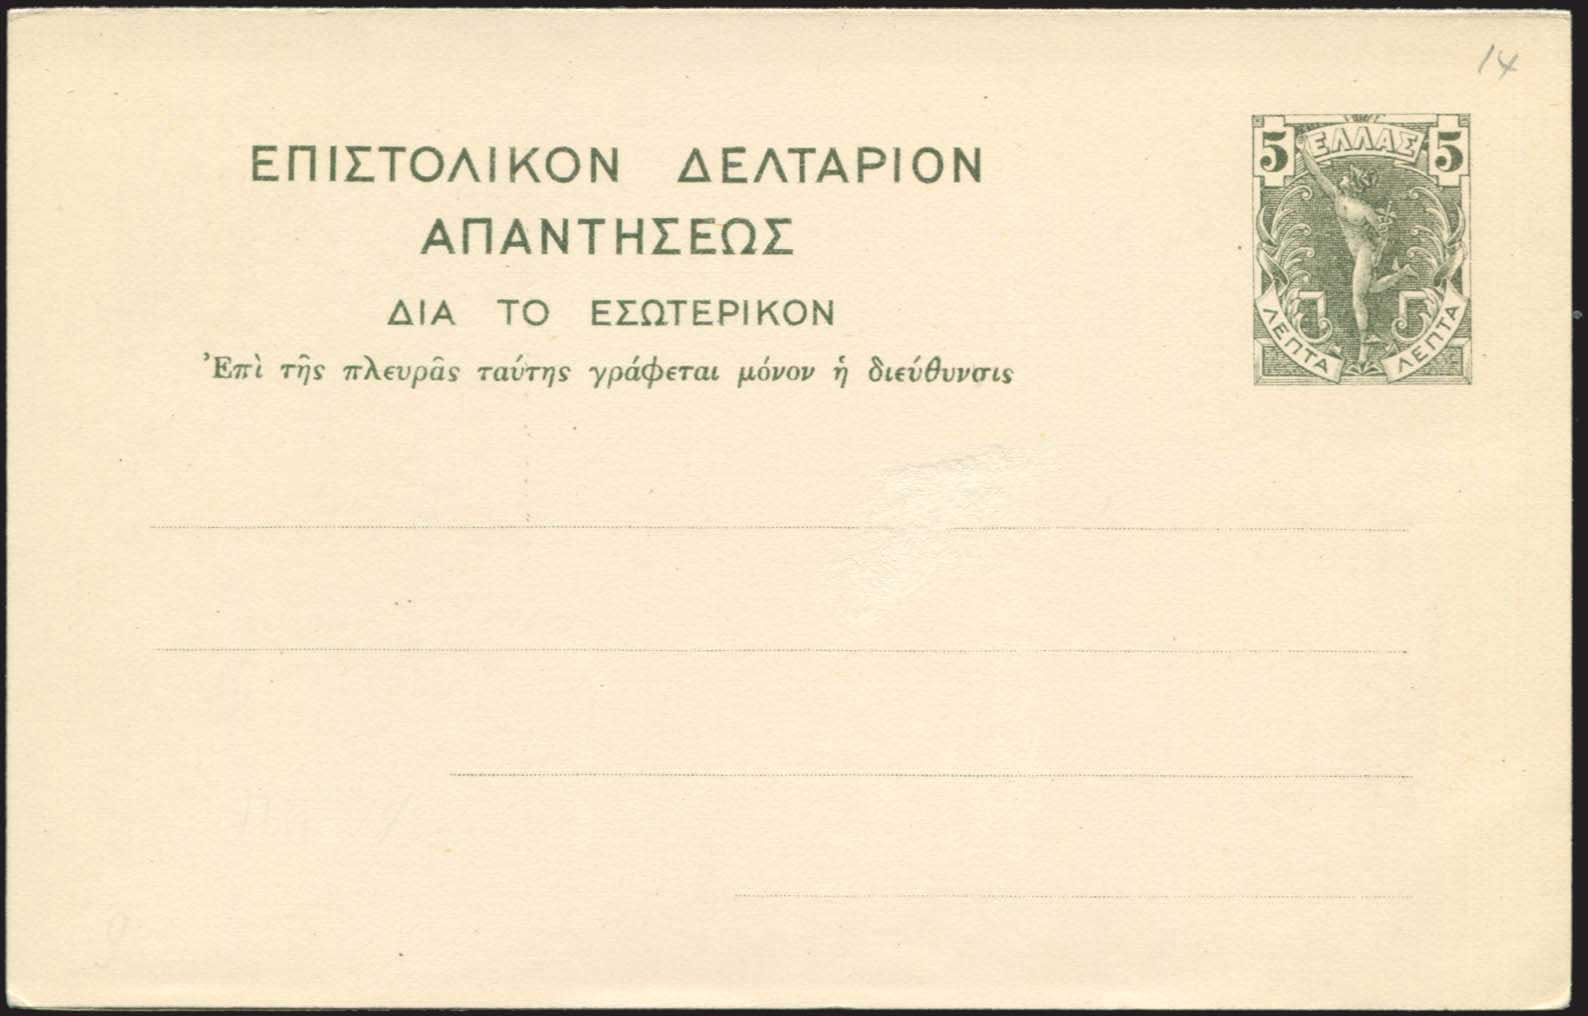 14
5 ΕΛΛΑΣ 5
ΕΠΙΣΤΟΛΙΚΟΝ ΔΕΛΤΑΡΙΟΝ
ΑΠΑΝΤΗΣΕΩΣ
ΔΙΑ ΤΟ ΕΣΩΤΕΡΙΚΟΝ
ΛΕΠΤΑ ΛΕΠΤΑ
Ἐπὶ τῆς πλευρᾶς ταύτης γράφεται μόνον ἡ διεύθυνσις